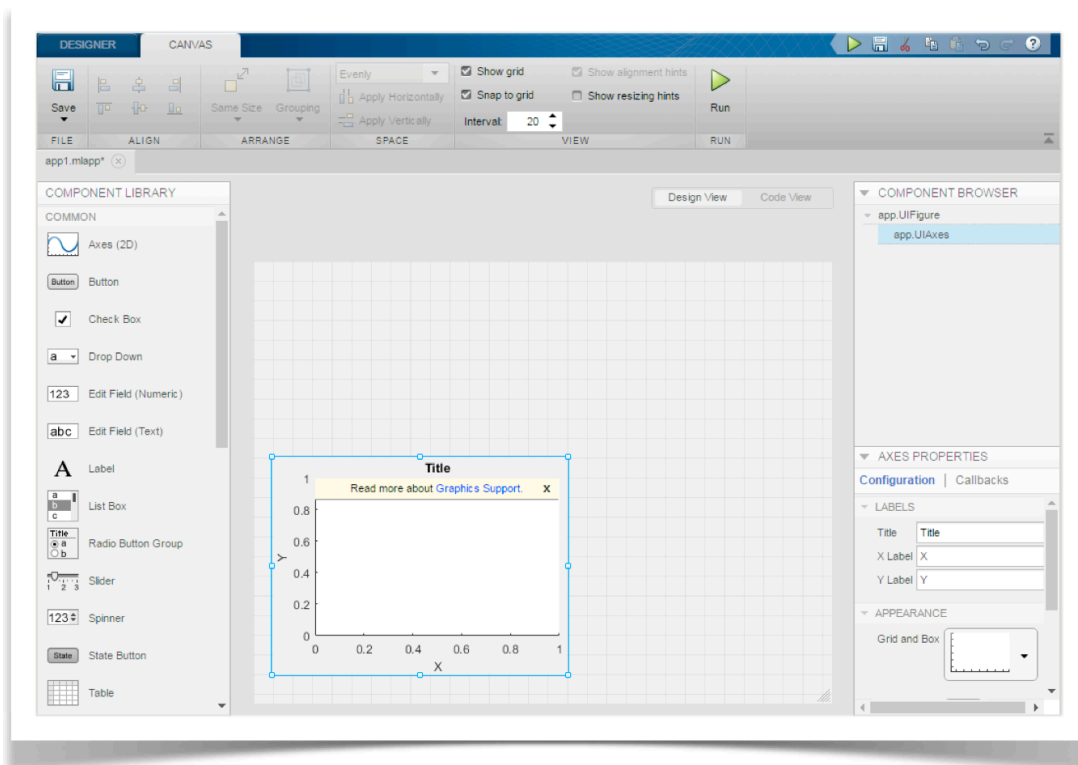 DESIGNER CANVAS
?
Save
Same Size Grouping
Evenly
Apply Horizontally
Apply Vertically
Show grid Show alignment hints
Snap to grid Show resizing hints
Interval: 20
Run
FILE ALIGN ARRANGE SPACE VIEW RUN
app1.mlapp*
COMPONENT LIBRARY
COMMON
Axes (2D)
Button Button
Check Box
a Drop Down
123 Edit Field (Numeric)
abc Edit Field (Text)
A Label
a
b List Box
c
Title
a Radio Button Group
b
Slider
1 2 3
123 Spinner
State State Button
Table
Design View Code View
Title
Read more about Graphics Support. X
1
0.8
0.6
0.4
0.2
0
Y
0 0.2 0.4 0.6 0.8 1
X
COMPONENT BROWSER
app.UIFigure
app.UIAxes
AXES PROPERTIES
Configuration | Callbacks
LABELS
Title Title
X Label X
Y Label Y
APPEARANCE
Grid and Box